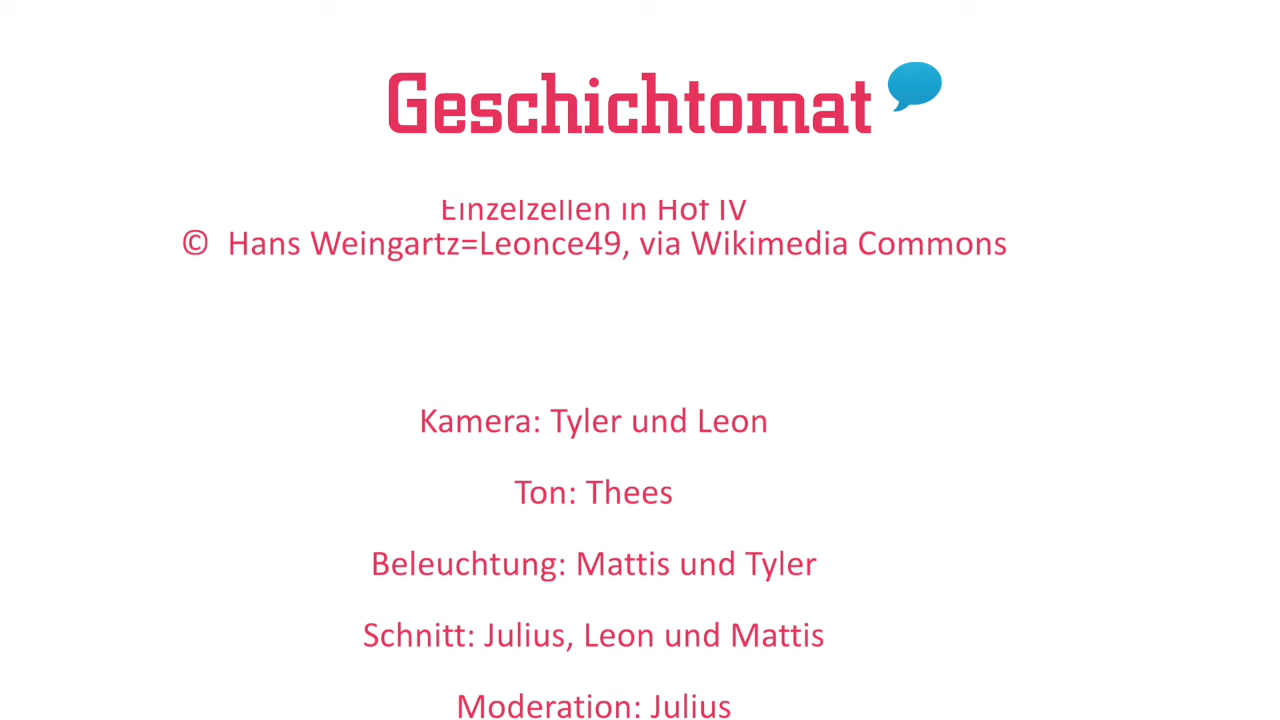 Geschichtomat
Einzelzellen in Hof IV
© Hans Weingartz=Leonce49, via Wikimedia Commons
Kamera: Tyler und Leon
Ton: Thees
Beleuchtung: Mattis und Tyler
Schnitt: Julius, Leon und Mattis
Moderation: Julius